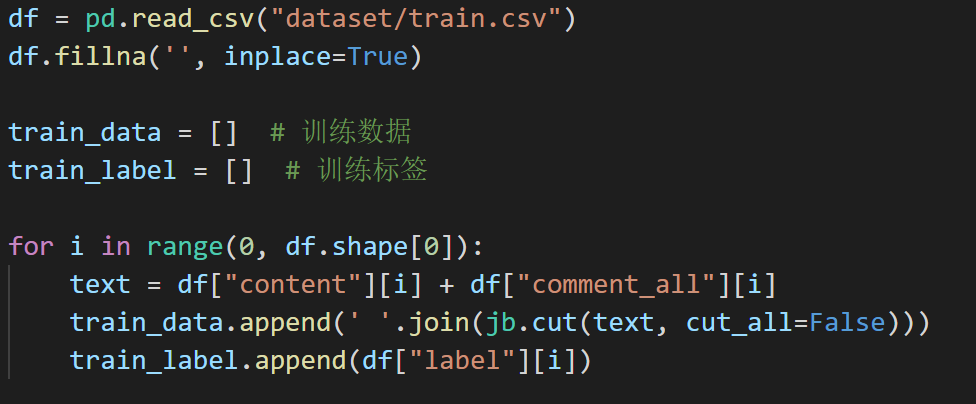 df = pd.read_csv("dataset/train.csv")
df.fillna('', inplace=True)
train_data = []  # 训练数据
train_label = []  # 训练标签
for i in range(0, df.shape[0]):
    text = df["content"][i] + df["comment_all"][i]
    train_data.append(' '.join(jb.cut(text, cut_all=False)))
    train_label.append(df["label"][i])